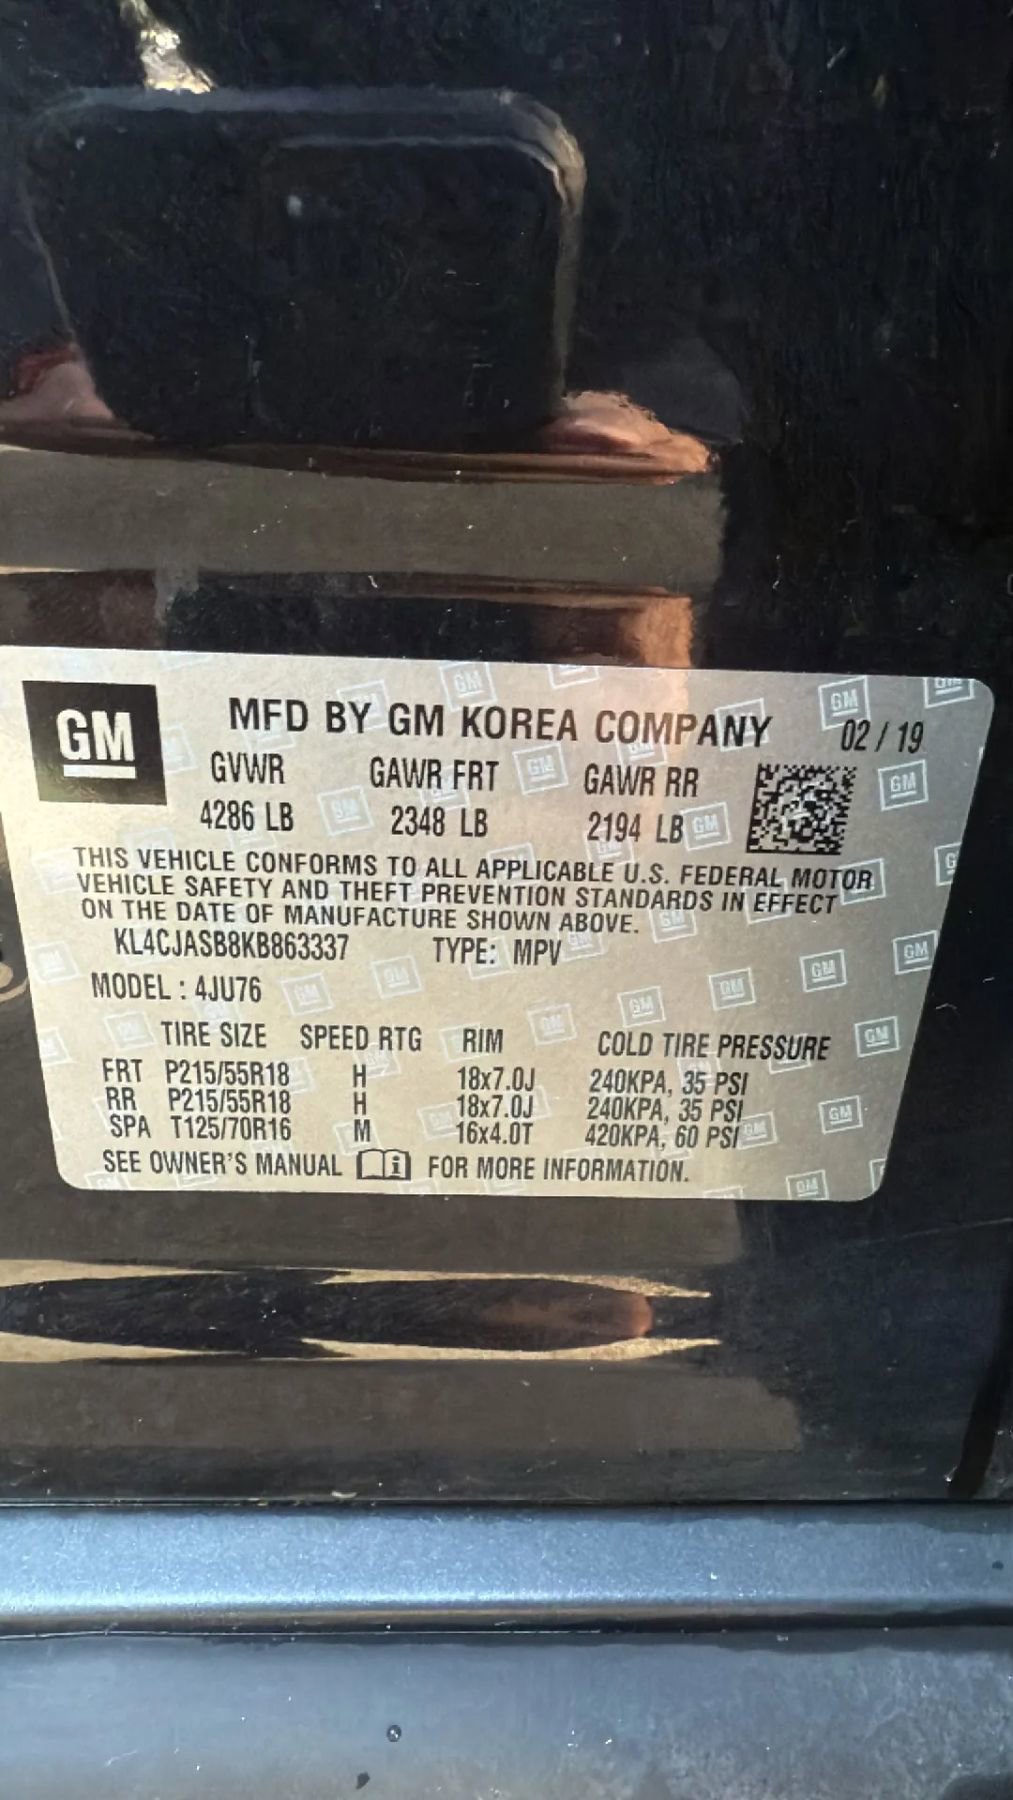 GM
MFD BY GM KOREA COMPANY 02 / 19
GVWR GAWR FRT GAWR RR
4286 LB 2348 LB 2194 LB
THIS VEHICLE CONFORMS TO ALL APPLICABLE U.S. FEDERAL MOTOR
VEHICLE SAFETY AND THEFT PREVENTION STANDARDS IN EFFECT
ON THE DATE OF MANUFACTURE SHOWN ABOVE.
KL4CJASB8KB863337 TYPE: MPV
MODEL : 4JU76
TIRE SIZE SPEED RTG RIM COLD TIRE PRESSURE
FRT P215/55R18 H 18x7.0J 240KPA, 35 PSI
RR P215/55R18 H 18x7.0J 240KPA, 35 PSI
SPA T125/70R16 M 16x4.0T 420KPA, 60 PSI
SEE OWNER'S MANUAL i FOR MORE INFORMATION.